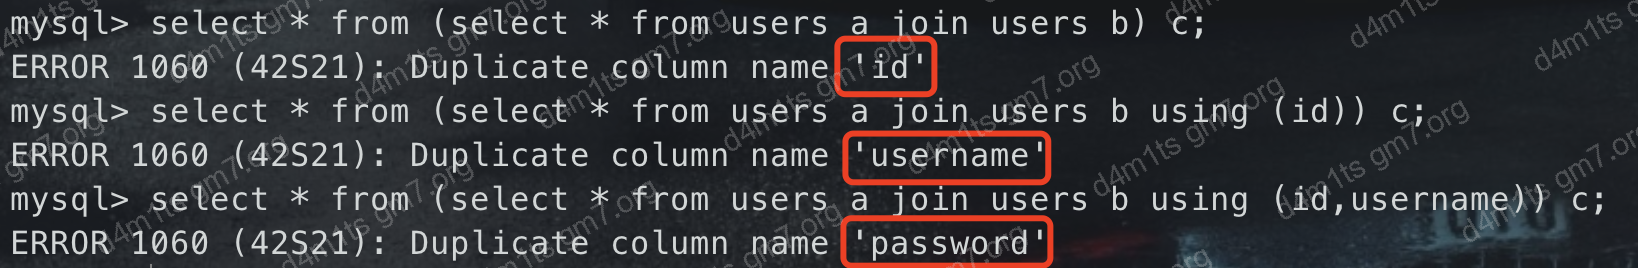 mysql> select * from (select * from users a join users b) c;
ERROR 1060 (42S21): Duplicate column name 'id'
mysql> select * from (select * from users a join users b using (id)) c;
ERROR 1060 (42S21): Duplicate column name 'username'
mysql> select * from (select * from users a join users b using (id,username)) c;
ERROR 1060 (42S21): Duplicate column name 'password'
d4m1ts gm7.org